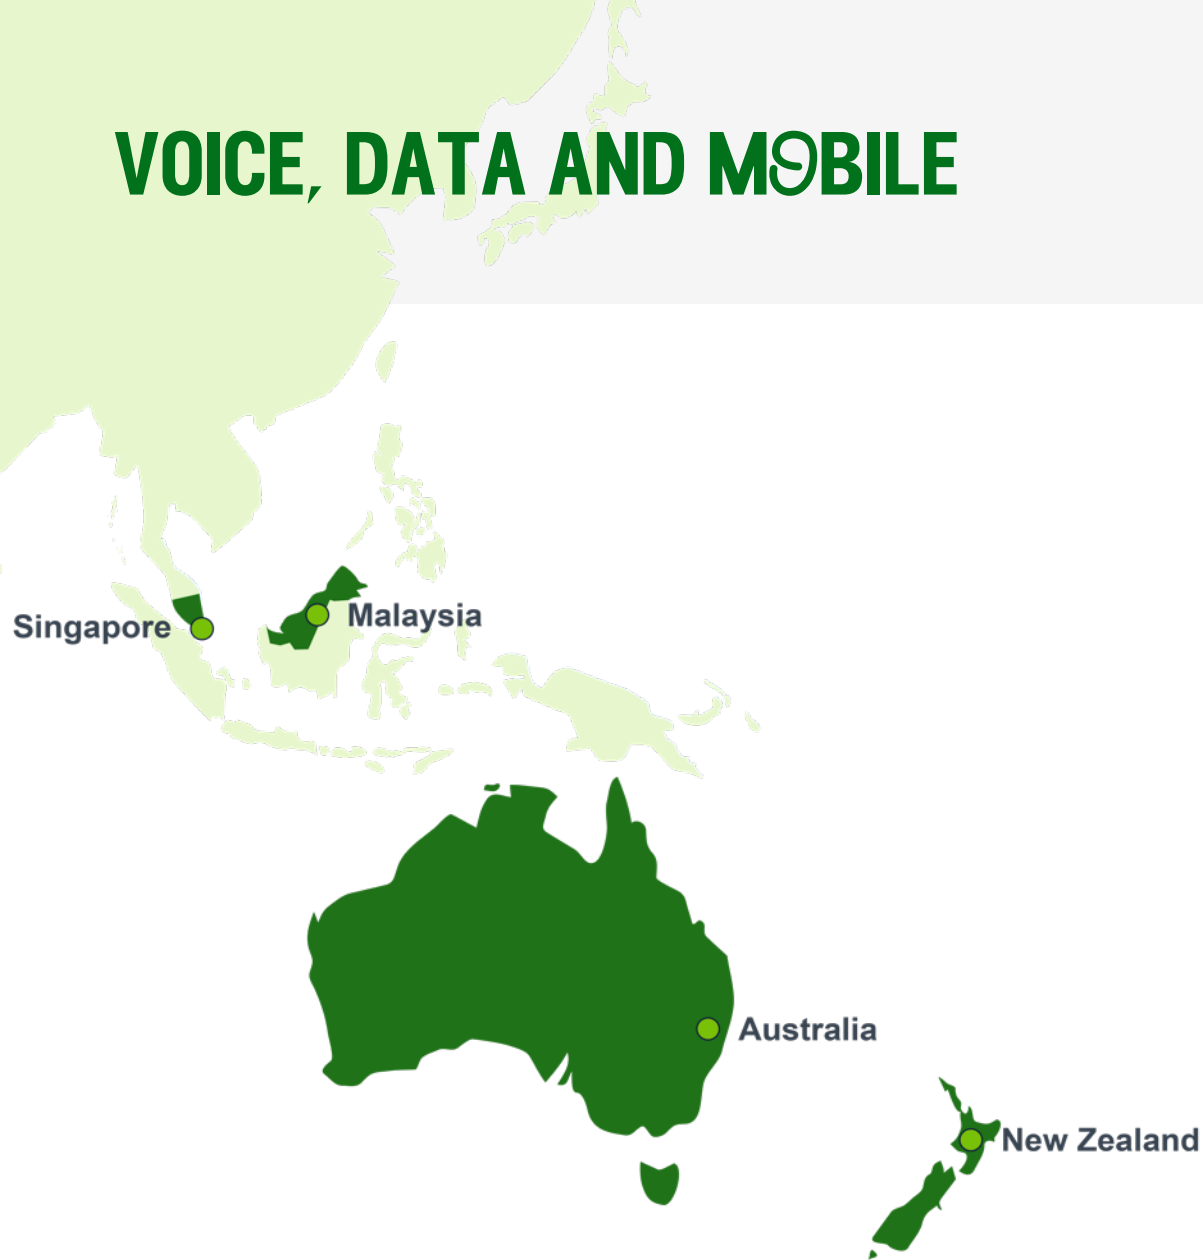 VOICE, DATA AND MOBILE
Singapore
Malaysia
Australia
New Zealand